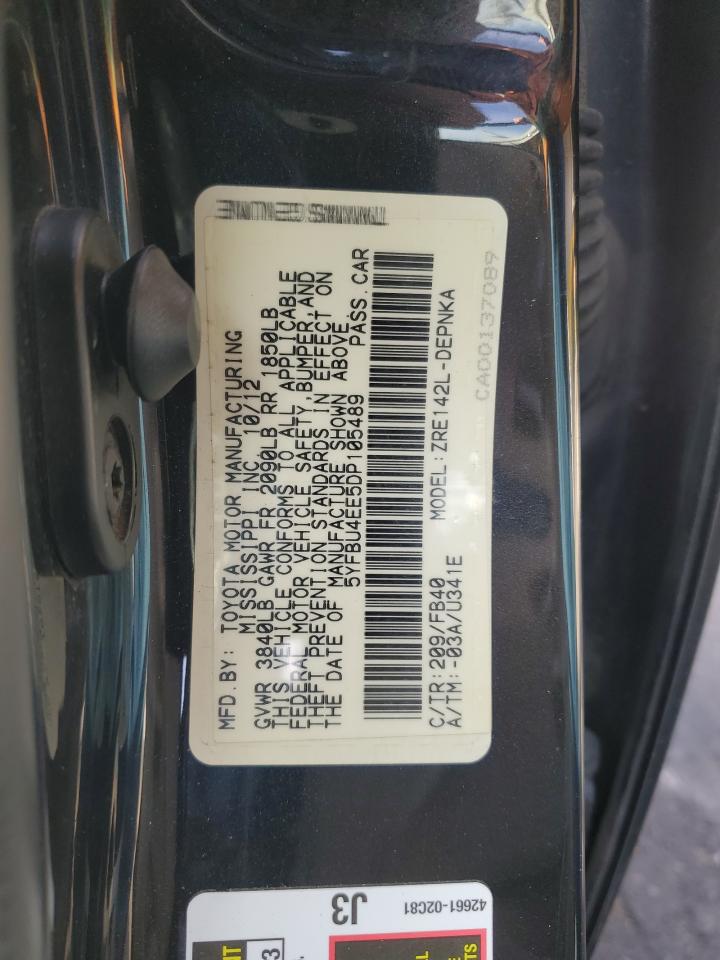 MFD.BY: TOYOTA MOTOR MANUFACTURING
MISSISSIPPI INC. 10/12
GVWR 3840LB GAWR FR 2090LB RR 1850LB
THIS VEHICLE CONFORMS TO ALL APPLICABLE
FEDERAL MOTOR VEHICLE SAFETY,BUMPER,AND
THEFT PREVENTION STANDARDS IN EFFECT ON
THE DATE OF MANUFACTURE SHOWN ABOVE.
5YFBU4EE5DP105489 PASS.CAR
C/TR:209/FB40 MODEL:ZRE142L-DEPNKA
A/TM:-03A/U341E
CA00137089
J3
42661-02C81
3